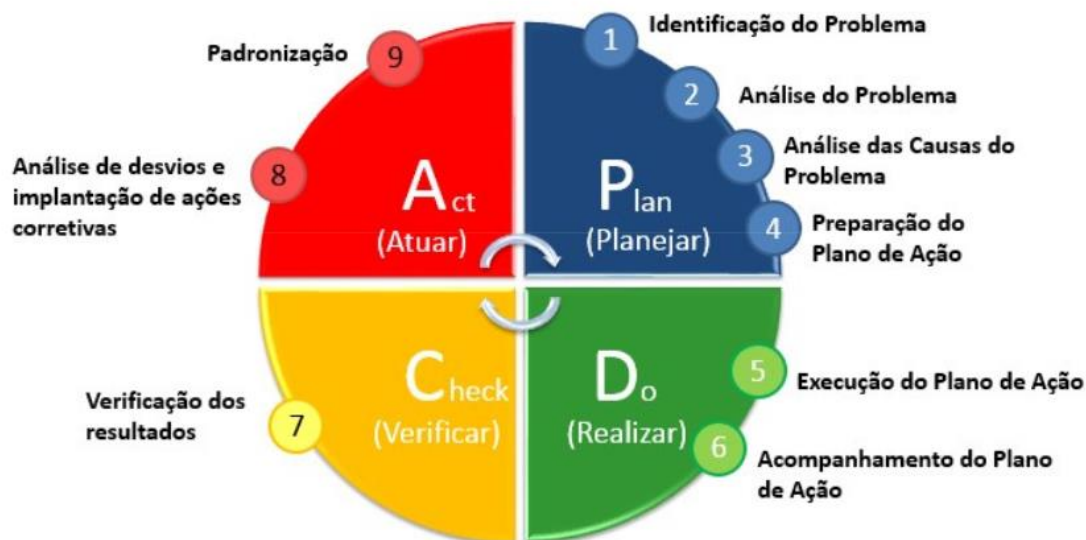 1
Identificação do Problema
2
Análise do Problema
3
Análise das Causas do
Problema
4
Preparação do
Plano de Ação
Plan
(Planejar)
5
Execução do Plano de Ação
6
Acompanhamento do Plano
de Ação
Do
(Realizar)
7
Verificação dos
resultados
Check
(Verificar)
8
Análise de desvios e
implantação de ações
corretivas
9
Padronização
Act
(Atuar)